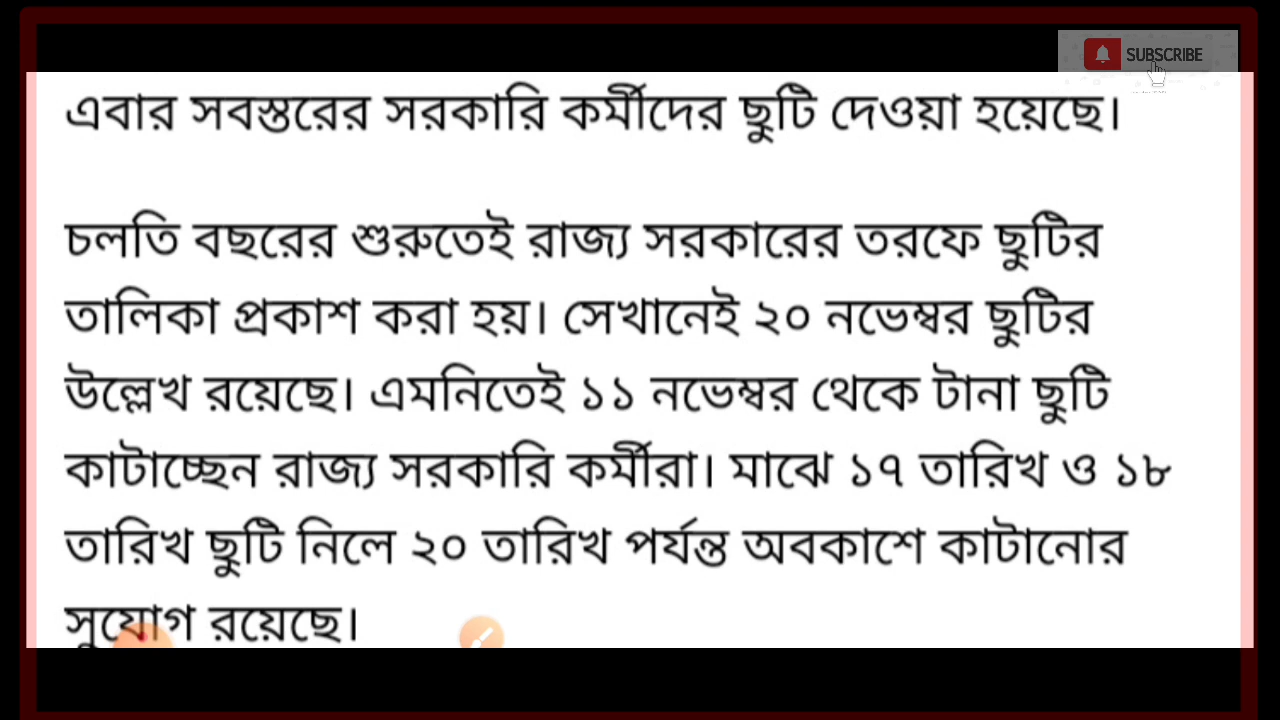 SUBSCRIBE
এবার সবস্তরের সরকারি কর্মীদের ছুটি দেওয়া হয়েছে।
চলতি বছরের শুরুতেই রাজ্য সরকারের তরফে ছুটির
তালিকা প্রকাশ করা হয়। সেখানেই ২০ নভেম্বর ছুটির
উল্লেখ রয়েছে। এমনিতেই ১১ নভেম্বর থেকে টানা ছুটি
কাটাচ্ছেন রাজ্য সরকারি কর্মীরা। মাঝে ১৭ তারিখ ও ১৮
তারিখ ছুটি নিলে ২০ তারিখ পর্যন্ত অবকাশে কাটানোর
সুযোগ রয়েছে।